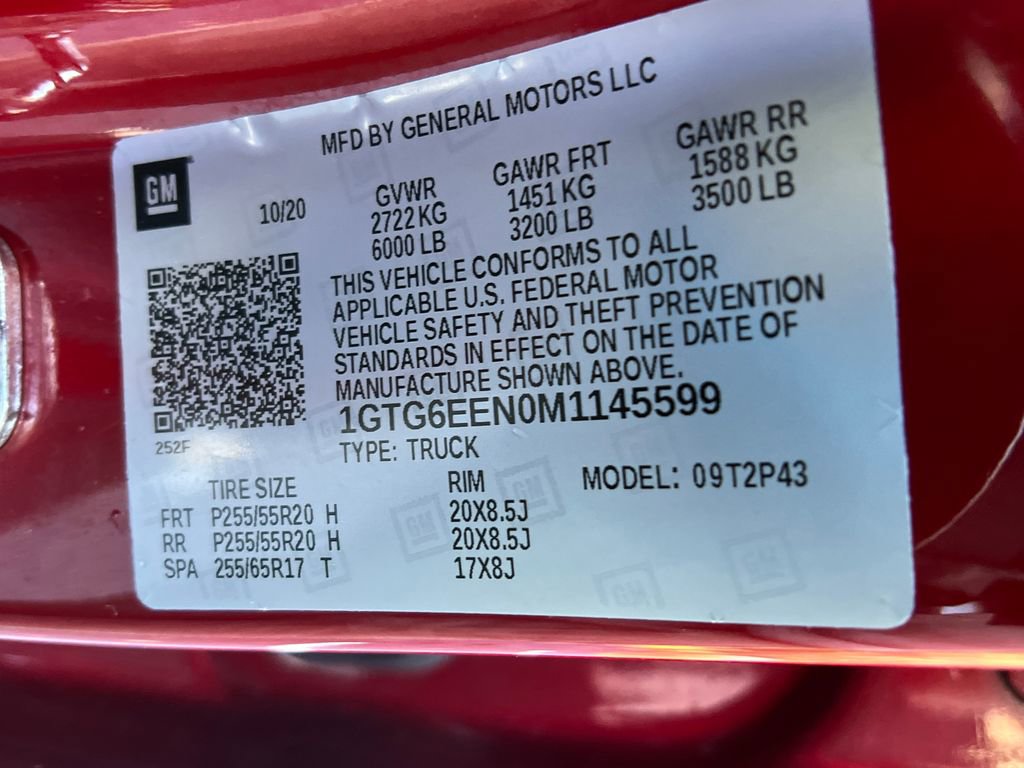 MFD BY GENERAL MOTORS LLC
GM
10/20
GVWR GAWR FRT GAWR RR
2722 KG 1451 KG 1588 KG
6000 LB 3200 LB 3500 LB
THIS VEHICLE CONFORMS TO ALL
APPLICABLE U.S. FEDERAL MOTOR
VEHICLE SAFETY AND THEFT PREVENTION
STANDARDS IN EFFECT ON THE DATE OF
MANUFACTURE SHOWN ABOVE.
1GTG6EEN0M1145599
252F
TYPE: TRUCK
TIRE SIZE RIM MODEL: 09T2P43
FRT P255/55R20 H 20X8.5J
RR P255/55R20 H 20X8.5J
SPA 255/65R17 T 17X8J
GM
GM
GM